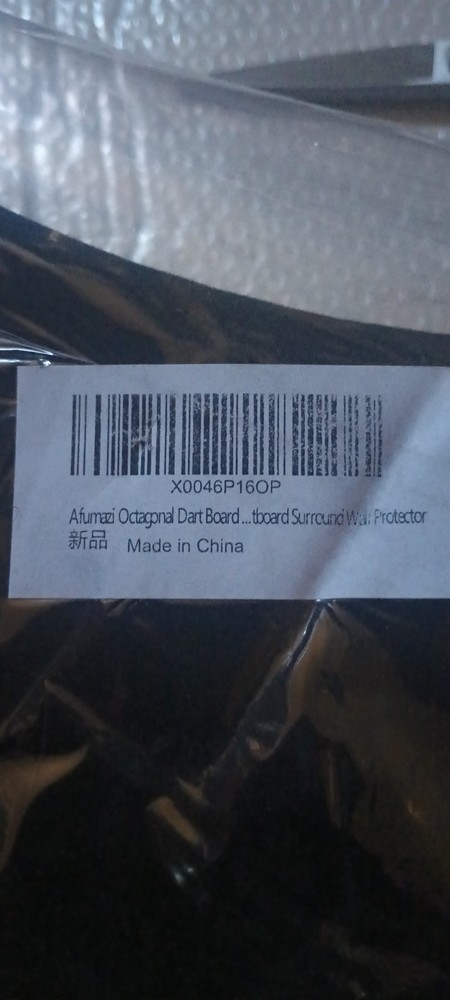 X0046P16OP
Afumazi Octagonal Dart Board...tboard Surround Wall Protector
新品 Made in China